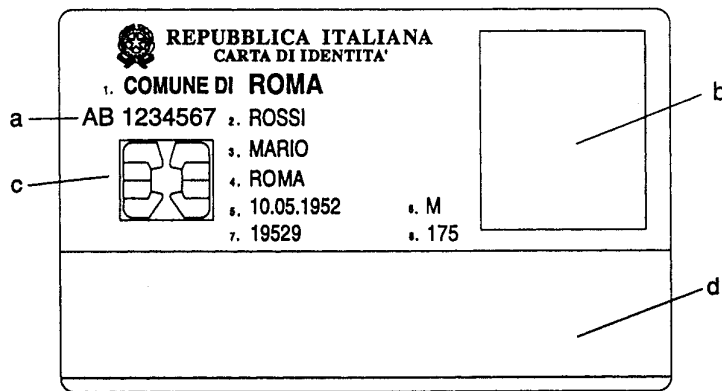 REPUBBLICA ITALIANA
CARTA DI IDENTITA'
1. COMUNE DI ROMA
a AB 1234567 2. ROSSI
b
3. MARIO
c
4. ROMA
5. 10.05.1952 6. M
7. 19529 8. 175
d